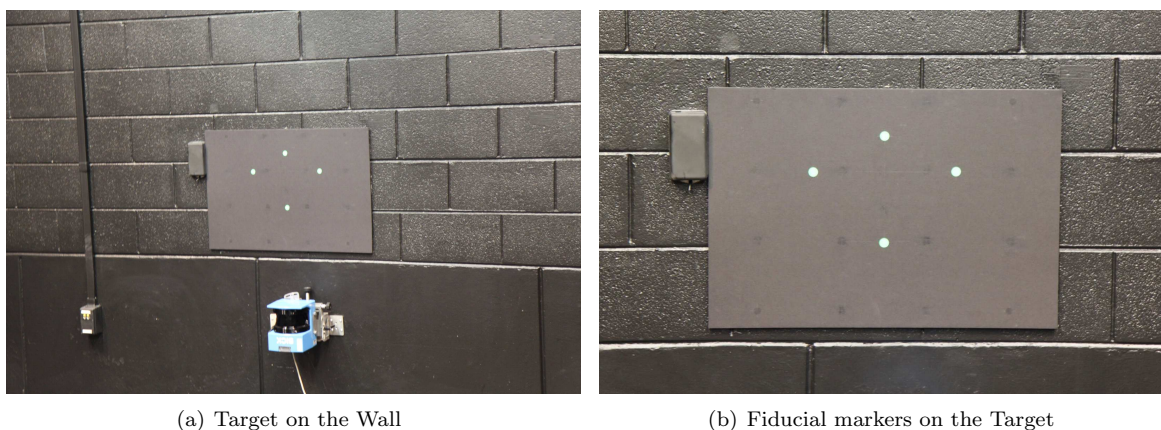 (a) Target on the Wall
(b) Fiducial markers on the Target